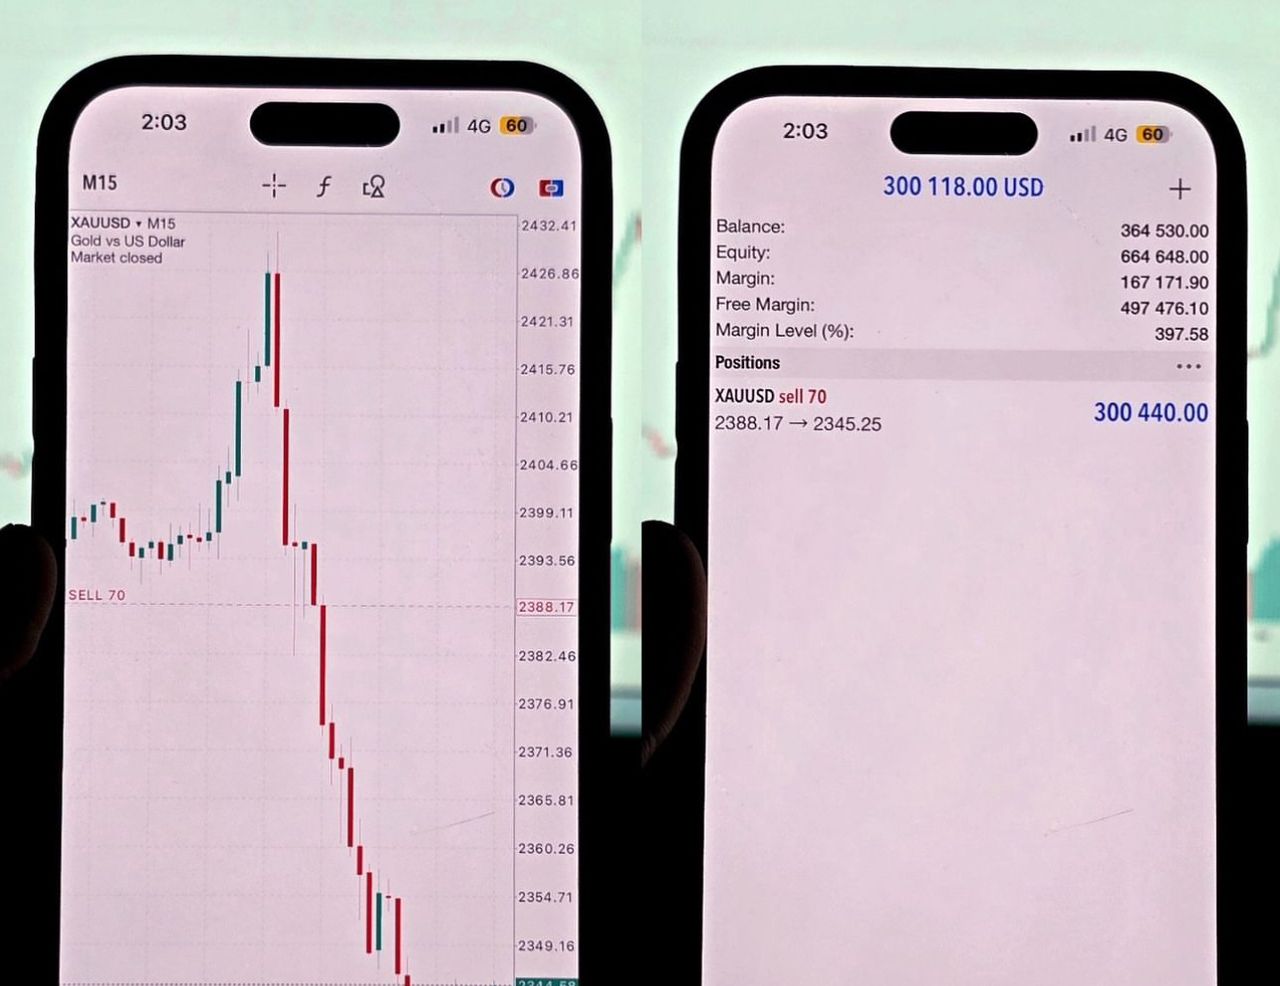 2:03
4G 60
M15
f
XAUUSD ▾ M15
Gold vs US Dollar
Market closed
2432.41
2426.86
2421.31
2415.76
2410.21
2404.66
2399.11
2393.56
SELL 70
2388.17
2382.46
2376.91
2371.36
2365.81
2360.26
2354.71
2349.16
2344.58
2:03
4G 60
300 118.00 USD
Balance: 364 530.00
Equity: 664 648.00
Margin: 167 171.90
Free Margin: 497 476.10
Margin Level (%): 397.58
Positions
XAUUSD sell 70
2388.17 → 2345.25
300 440.00